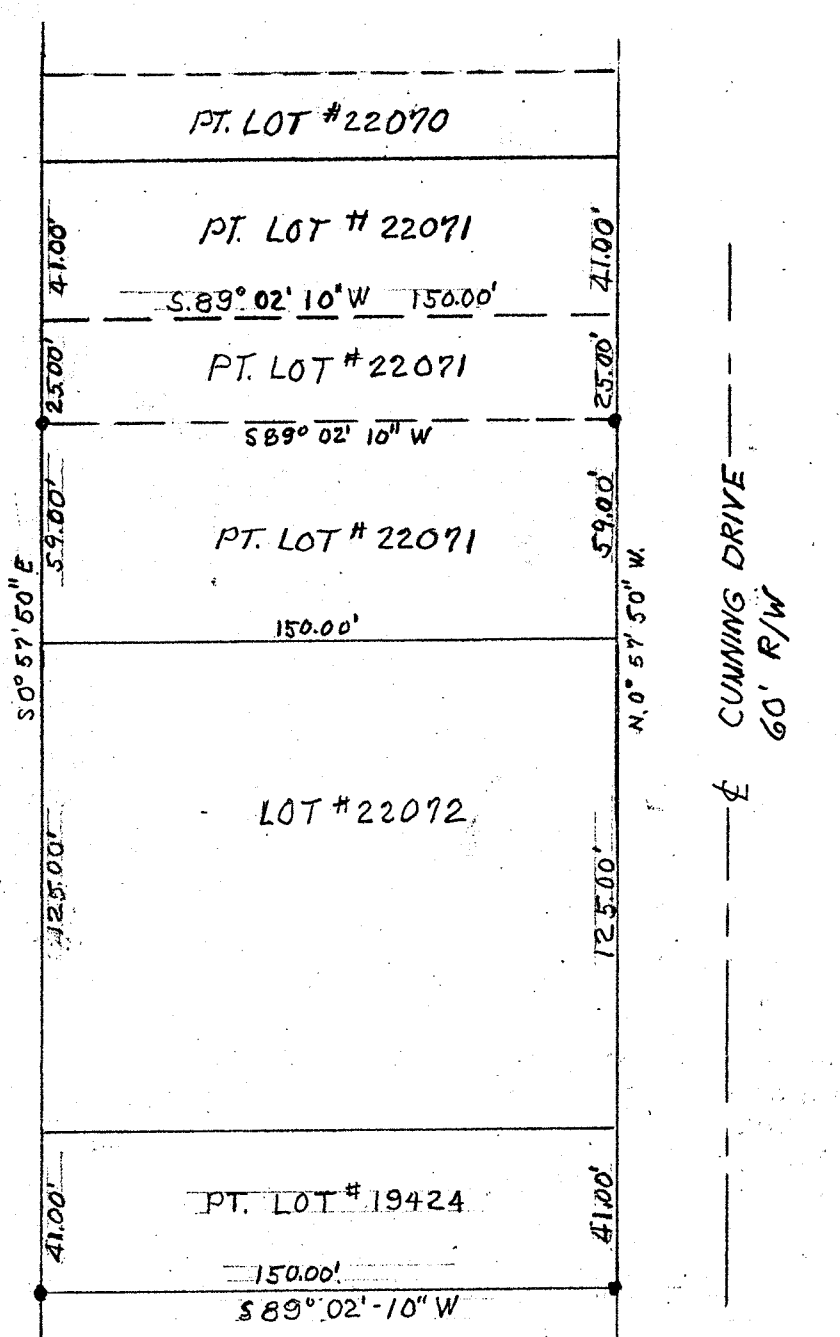 PT. LOT #22070
41.00'
PT. LOT # 22071
41.00'
S.89° 02' 10" W 150.00'
25.00'
PT. LOT #22071
25.00'
S89° 02' 10" W
59.00'
PT. LOT # 22071
59.00'
S0° 57' 50" E
150.00'
N.0° 57' 50" W.
CUNNING DRIVE
60' R/W
℄
LOT #22072
125.00'
125.00'
41.00'
PT. LOT #19424
41.00'
150.00'
S89° 02'-10" W